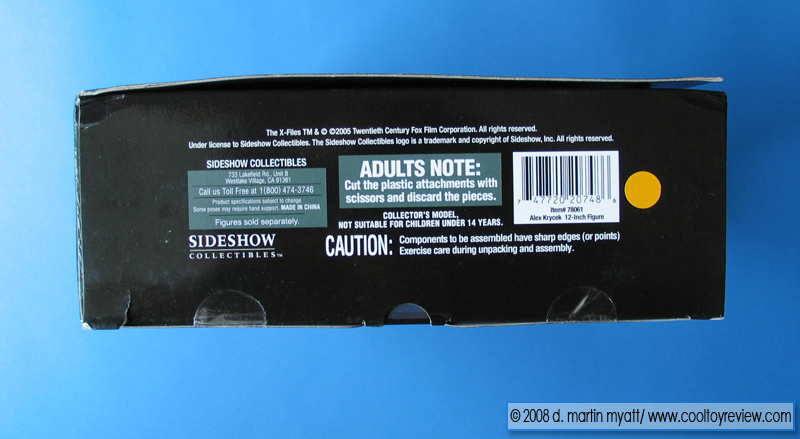 The X-Files TM & © ©2005 Twentieth Century Fox Film Corporation. All rights reserved.
Under license to Sideshow Collectibles. The Sideshow Collectibles logo is a trademark and copyright of Sideshow, Inc. All rights reserved.
SIDESHOW COLLECTIBLES
733 Lakefield Rd., Unit B
Westlake Village, CA 91361
Call us Toll Free at 1(800) 474-3746
Product specifications subject to change.
Some poses may require hand support. MADE IN CHINA
Figures sold separately.
SIDESHOW
COLLECTIBLES™
ADULTS NOTE:
Cut the plastic attachments with
scissors and discard the pieces.
COLLECTOR'S MODEL,
NOT SUITABLE FOR CHILDREN UNDER 14 YEARS.
CAUTION: Components to be assembled have sharp edges (or points)
Exercise care during unpacking and assembly.
7 47720 20748 6
Item# 78061
Alex Krycek 12-Inch Figure
© 2008 d. martin myatt/ www.cooltoyreview.com/